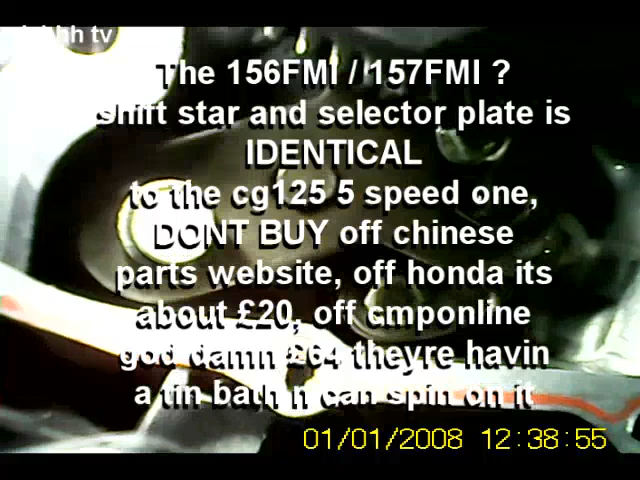 hh tv
The 156FMI / 157FMI ?
shift star and selector plate is
IDENTICAL
to the cg125 5 speed one,
DONT BUY off chinese
parts website, off honda its
about £20, off cmponline
god damn £64 theyre havin
a tin bath n can spin on it
01/01/2008 12:38:55